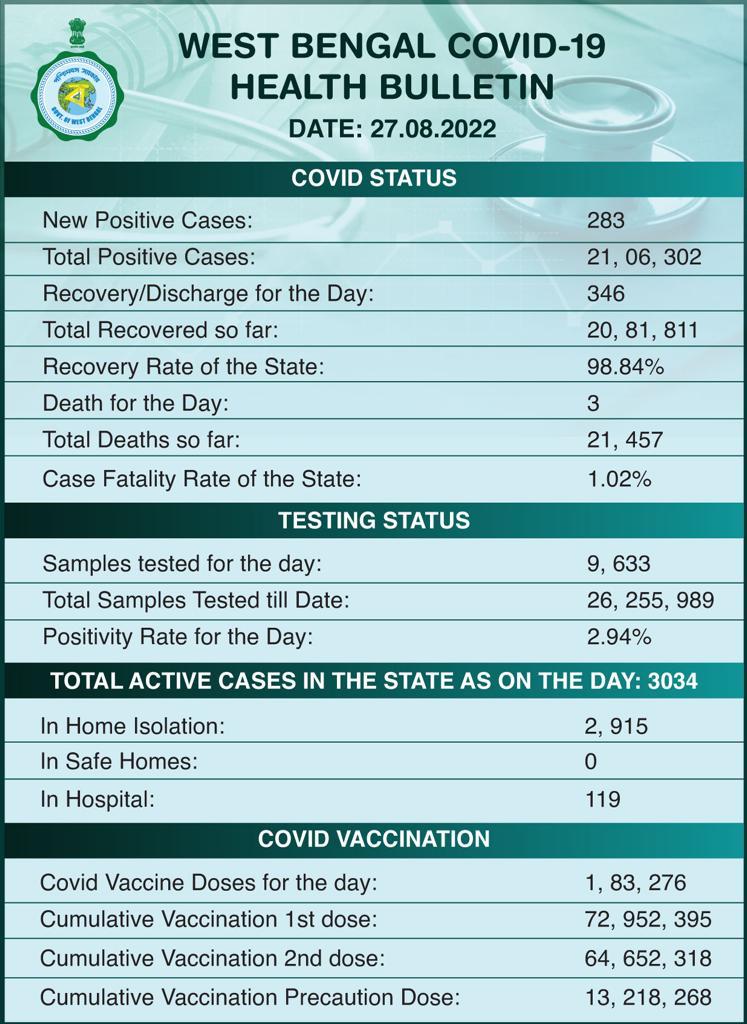 পশ্চিমবঙ্গ সরকার
ব
GOVT. OF WEST BENGAL
WEST BENGAL COVID-19
HEALTH BULLETIN
DATE: 27.08.2022
COVID STATUS
New Positive Cases: 283
Total Positive Cases: 21, 06, 302
Recovery/Discharge for the Day: 346
Total Recovered so far: 20, 81, 811
Recovery Rate of the State: 98.84%
Death for the Day: 3
Total Deaths so far: 21, 457
Case Fatality Rate of the State: 1.02%
TESTING STATUS
Samples tested for the day: 9, 633
Total Samples Tested till Date: 26, 255, 989
Positivity Rate for the Day: 2.94%
TOTAL ACTIVE CASES IN THE STATE AS ON THE DAY: 3034
In Home Isolation: 2, 915
In Safe Homes: 0
In Hospital: 119
COVID VACCINATION
Covid Vaccine Doses for the day: 1, 83, 276
Cumulative Vaccination 1st dose: 72, 952, 395
Cumulative Vaccination 2nd dose: 64, 652, 318
Cumulative Vaccination Precaution Dose: 13, 218, 268